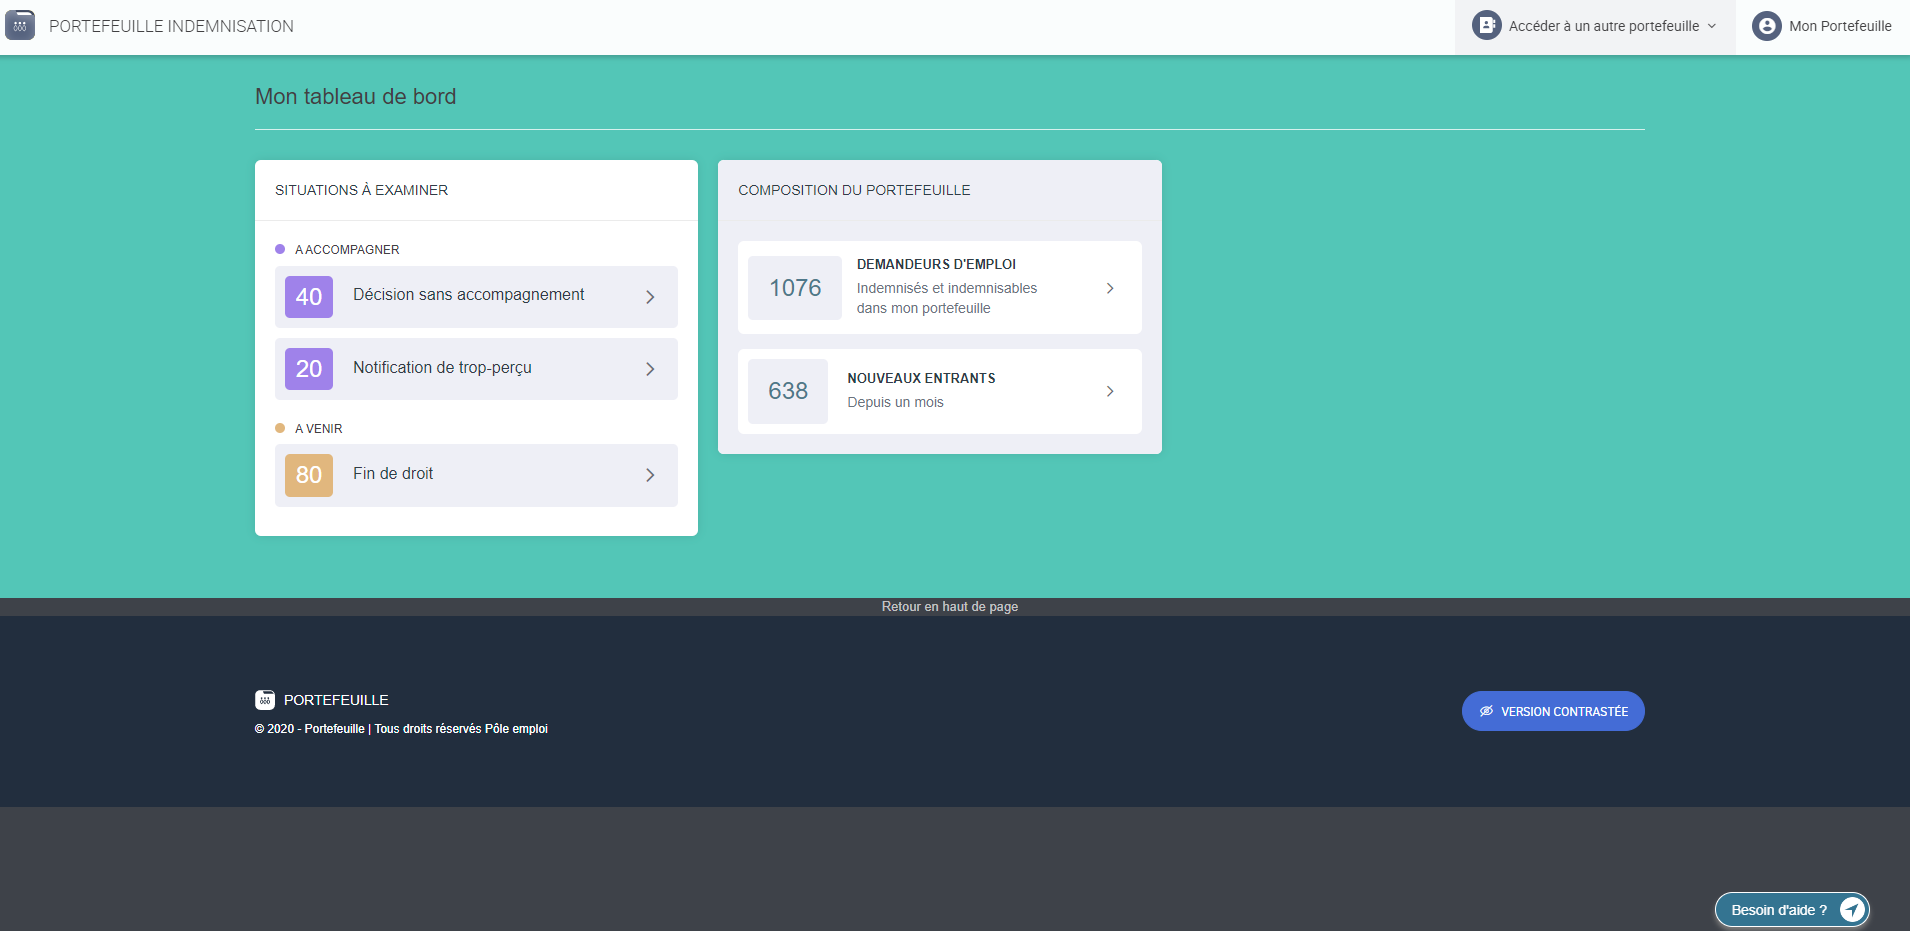 PORTEFEUILLE INDEMNISATION
Accéder à un autre portefeuille
Mon Portefeuille
Mon tableau de bord
SITUATIONS À EXAMINER
A ACCOMPAGNER
40 Décision sans accompagnement
20 Notification de trop-perçu
A VENIR
80 Fin de droit
COMPOSITION DU PORTEFEUILLE
1076
DEMANDEURS D'EMPLOI
Indemnisés et indemnisables
dans mon portefeuille
638
NOUVEAUX ENTRANTS
Depuis un mois
Retour en haut de page
PORTEFEUILLE
© 2020 - Portefeuille | Tous droits réservés Pôle emploi
VERSION CONTRASTÉE
Besoin d'aide ?